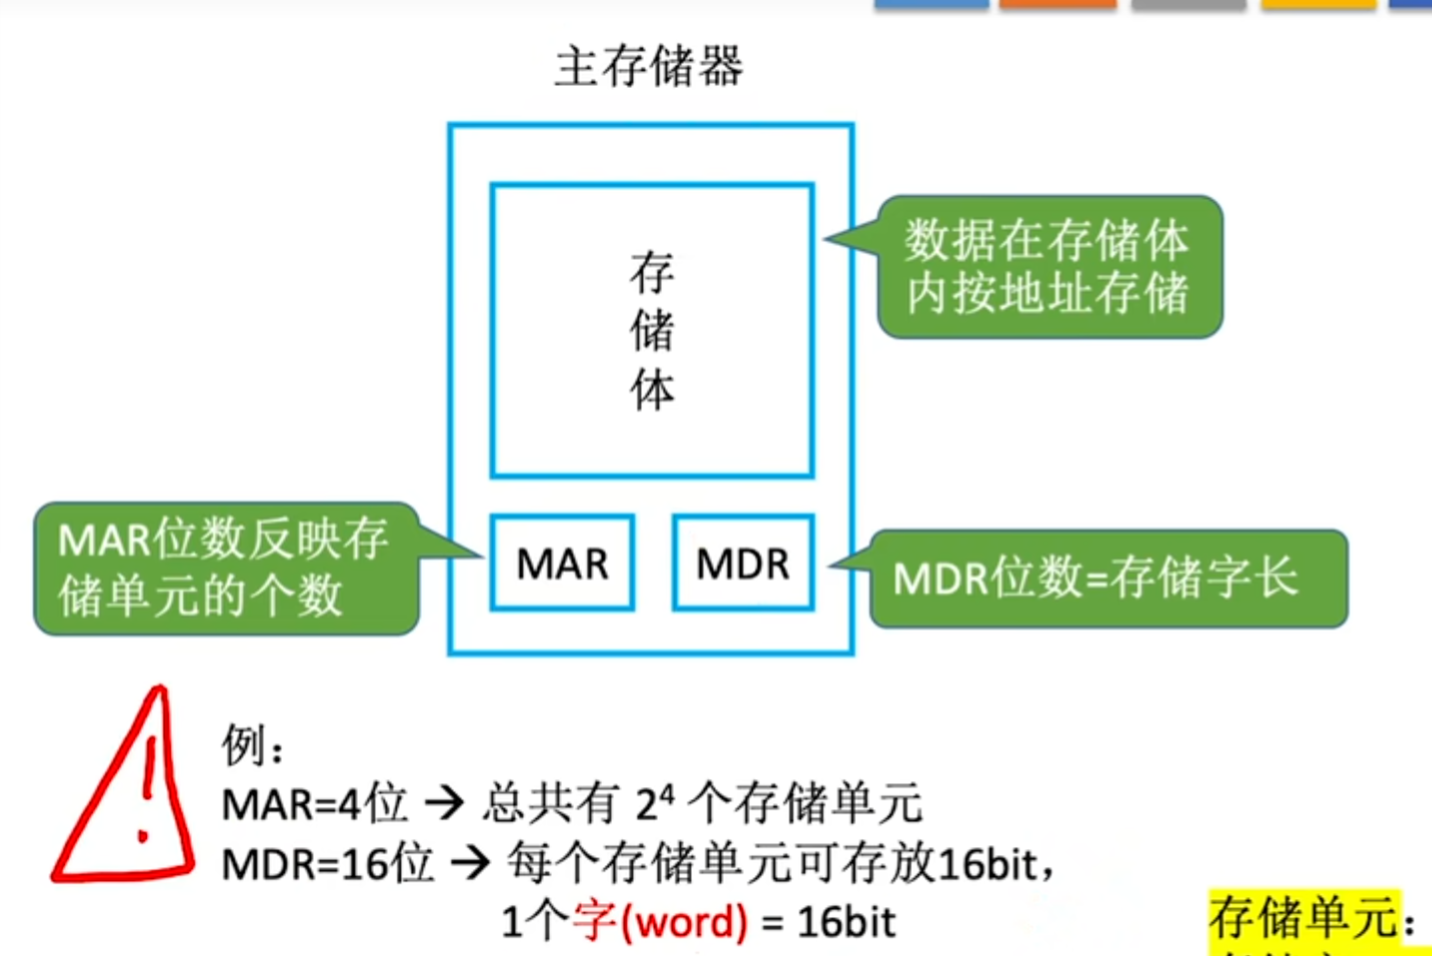 主存储器
存
储
体
数据在存储体
内按地址存储
MAR位数反映存
储单元的个数
MAR
MDR
MDR位数=存储字长
例：
MAR=4位 → 总共有 2⁴ 个存储单元
MDR=16位 → 每个存储单元可存放16bit，
1个字(word) = 16bit
存储单元：